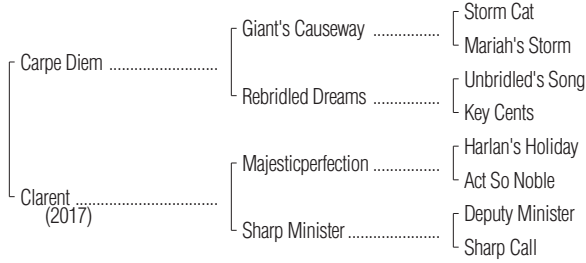 Storm Cat
Giant's Causeway ................
Mariah's Storm
Carpe Diem ..........................
Unbridled's Song
Rebridled Dreams ................
Key Cents
Harlan's Holiday
Majesticperfection ................
Act So Noble
Clarent ..................................
(2017)
Deputy Minister
Sharp Minister ......................
Sharp Call